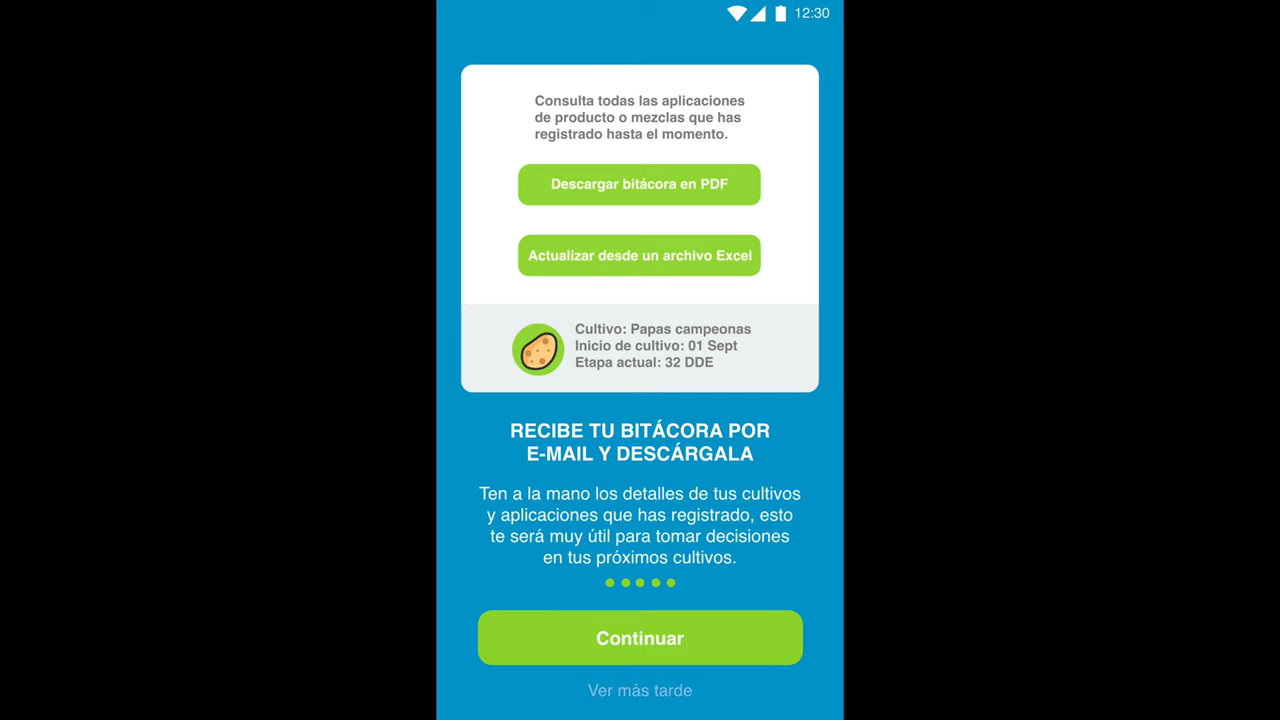 12:30
Consulta todas las aplicaciones
de producto o mezclas que has
registrado hasta el momento.
Descargar bitácora en PDF
Actualizar desde un archivo Excel
Cultivo: Papas campeonas
Inicio de cultivo: 01 Sept
Etapa actual: 32 DDE
RECIBE TU BITÁCORA POR
E-MAIL Y DESCÁRGALA
Ten a la mano los detalles de tus cultivos
y aplicaciones que has registrado, esto
te será muy útil para tomar decisiones
en tus próximos cultivos.
Continuar
Ver más tarde